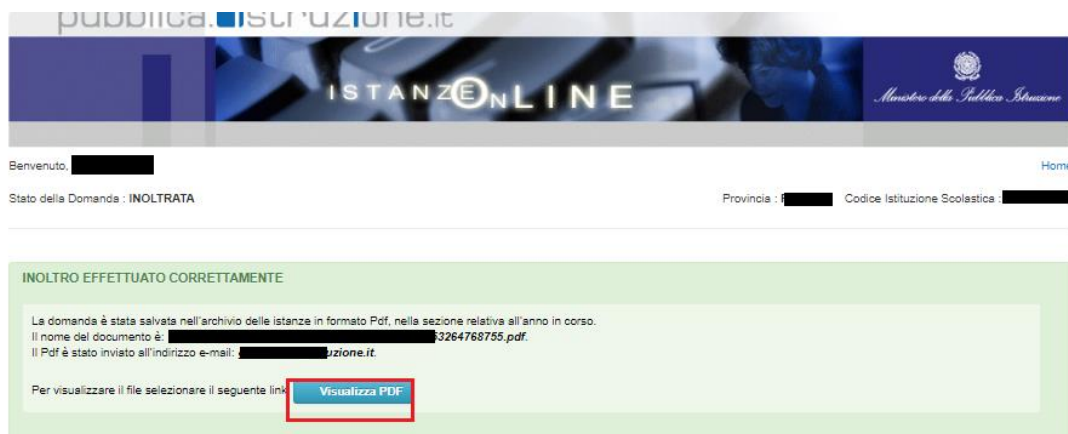 pubblica.istruzione.it
ISTANZE ONLINE
Ministero della Pubblica Istruzione
Benvenuto,
Home
Stato della Domanda : INOLTRATA
Provincia :
Codice Istituzione Scolastica :
INOLTRO EFFETTUATO CORRETTAMENTE
La domanda è stata salvata nell'archivio delle istanze in formato Pdf, nella sezione relativa all'anno in corso.
Il nome del documento è: 63264768755.pdf.
Il Pdf è stato inviato all'indirizzo e-mail: uzione.it.
Per visualizzare il file selezionare il seguente link Visualizza PDF